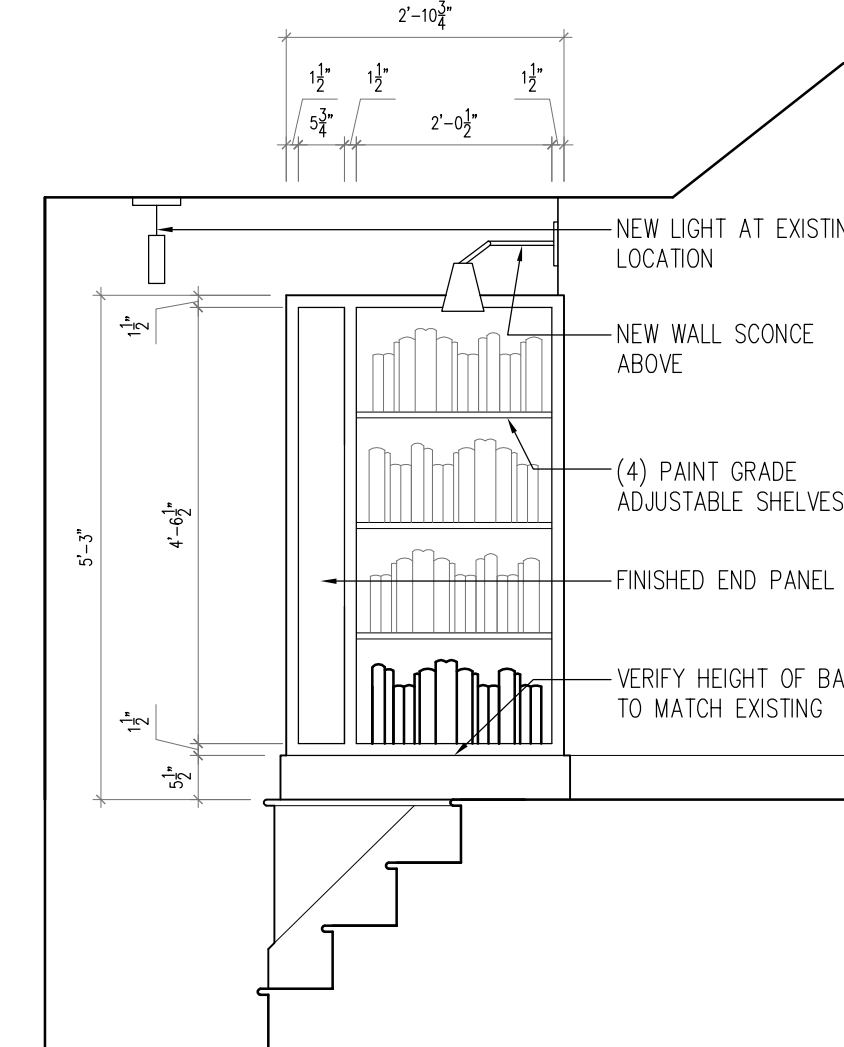 2'-10¾"
1½"
1½"
1½"
5¾"
2'-0½"
NEW LIGHT AT EXISTIN
LOCATION
1½"
NEW WALL SCONCE
ABOVE
(4) PAINT GRADE
ADJUSTABLE SHELVES
4'-6½"
5'-3"
FINISHED END PANEL
VERIFY HEIGHT OF BA
TO MATCH EXISTING
1½"
5½"